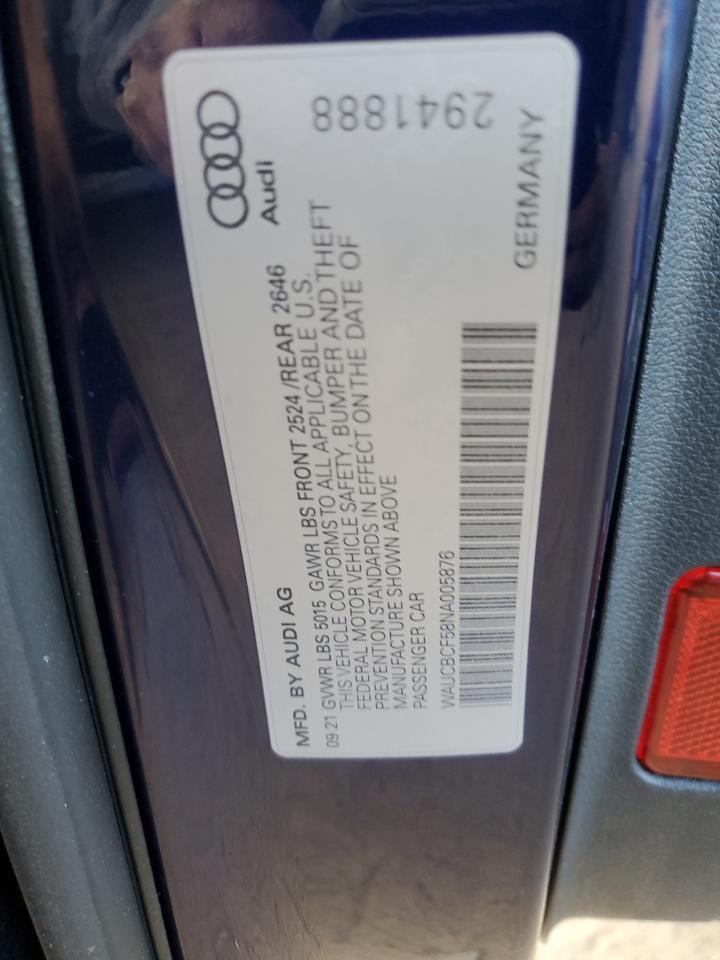 Audi
2941888
GERMANY
MFD. BY AUDI AG
09 21 GVWR LBS 5015 GAWR LBS FRONT 2524 /REAR 2646
THIS VEHICLE CONFORMS TO ALL APPLICABLE U.S.
FEDERAL MOTOR VEHICLE SAFETY, BUMPER AND THEFT
PREVENTION STANDARDS IN EFFECT ON THE DATE OF
MANUFACTURE SHOWN ABOVE
PASSENGER CAR
WAUCBCF58NA005876